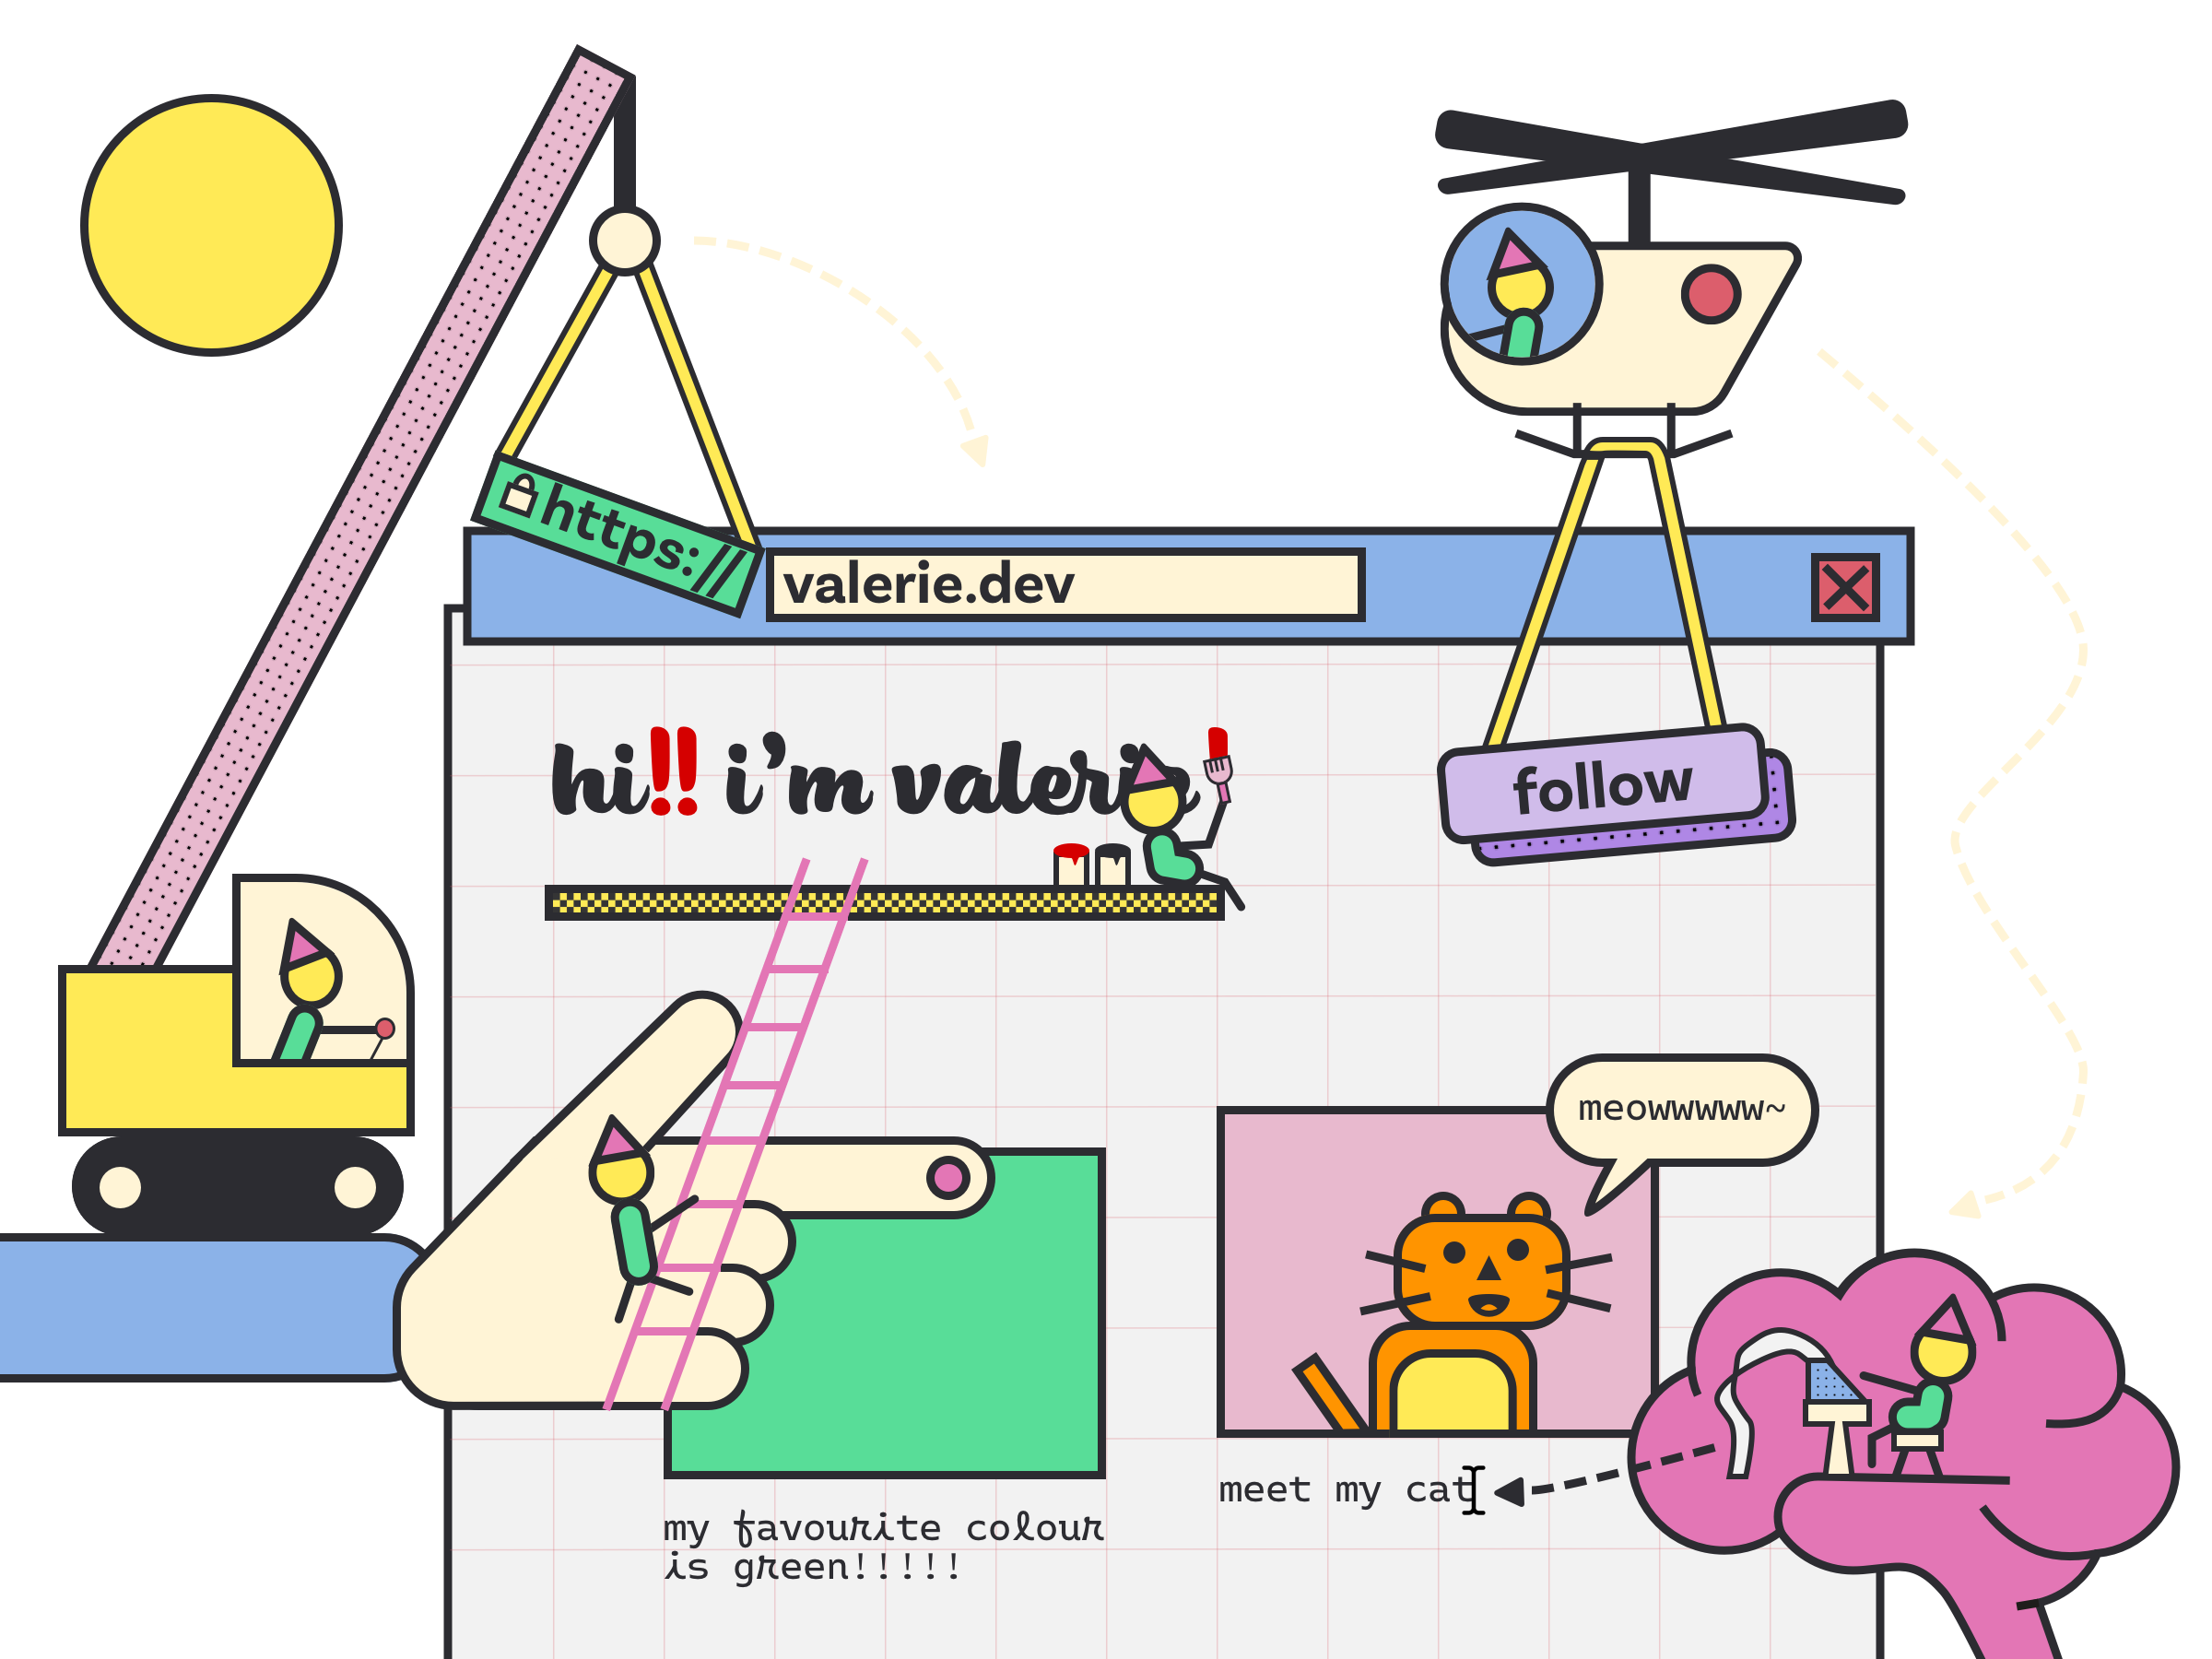 https://
valerie.dev
hi!! i'm valerie
follow
meowwwww~
meet my cat
my favourite colour
is green!!!!!